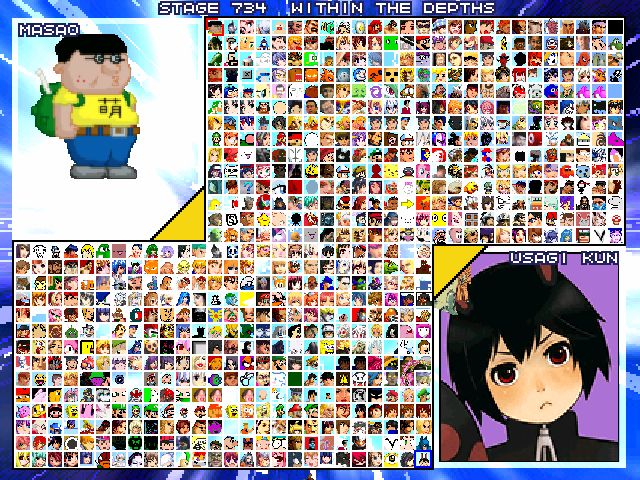 STAGE 734 WITHIN THE DEPTHS
MASAO
萌
USAGI KUN